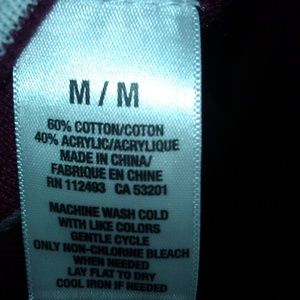 M / M
60% COTTON/COTON
40% ACRYLIC/ACRYLIQUE
MADE IN CHINA/
FABRIQUE EN CHINE
RN 112493 CA 53201
MACHINE WASH COLD
WITH LIKE COLORS
GENTLE CYCLE
ONLY NON-CHLORINE BLEACH
WHEN NEEDED
LAY FLAT TO DRY
COOL IRON IF NEEDED